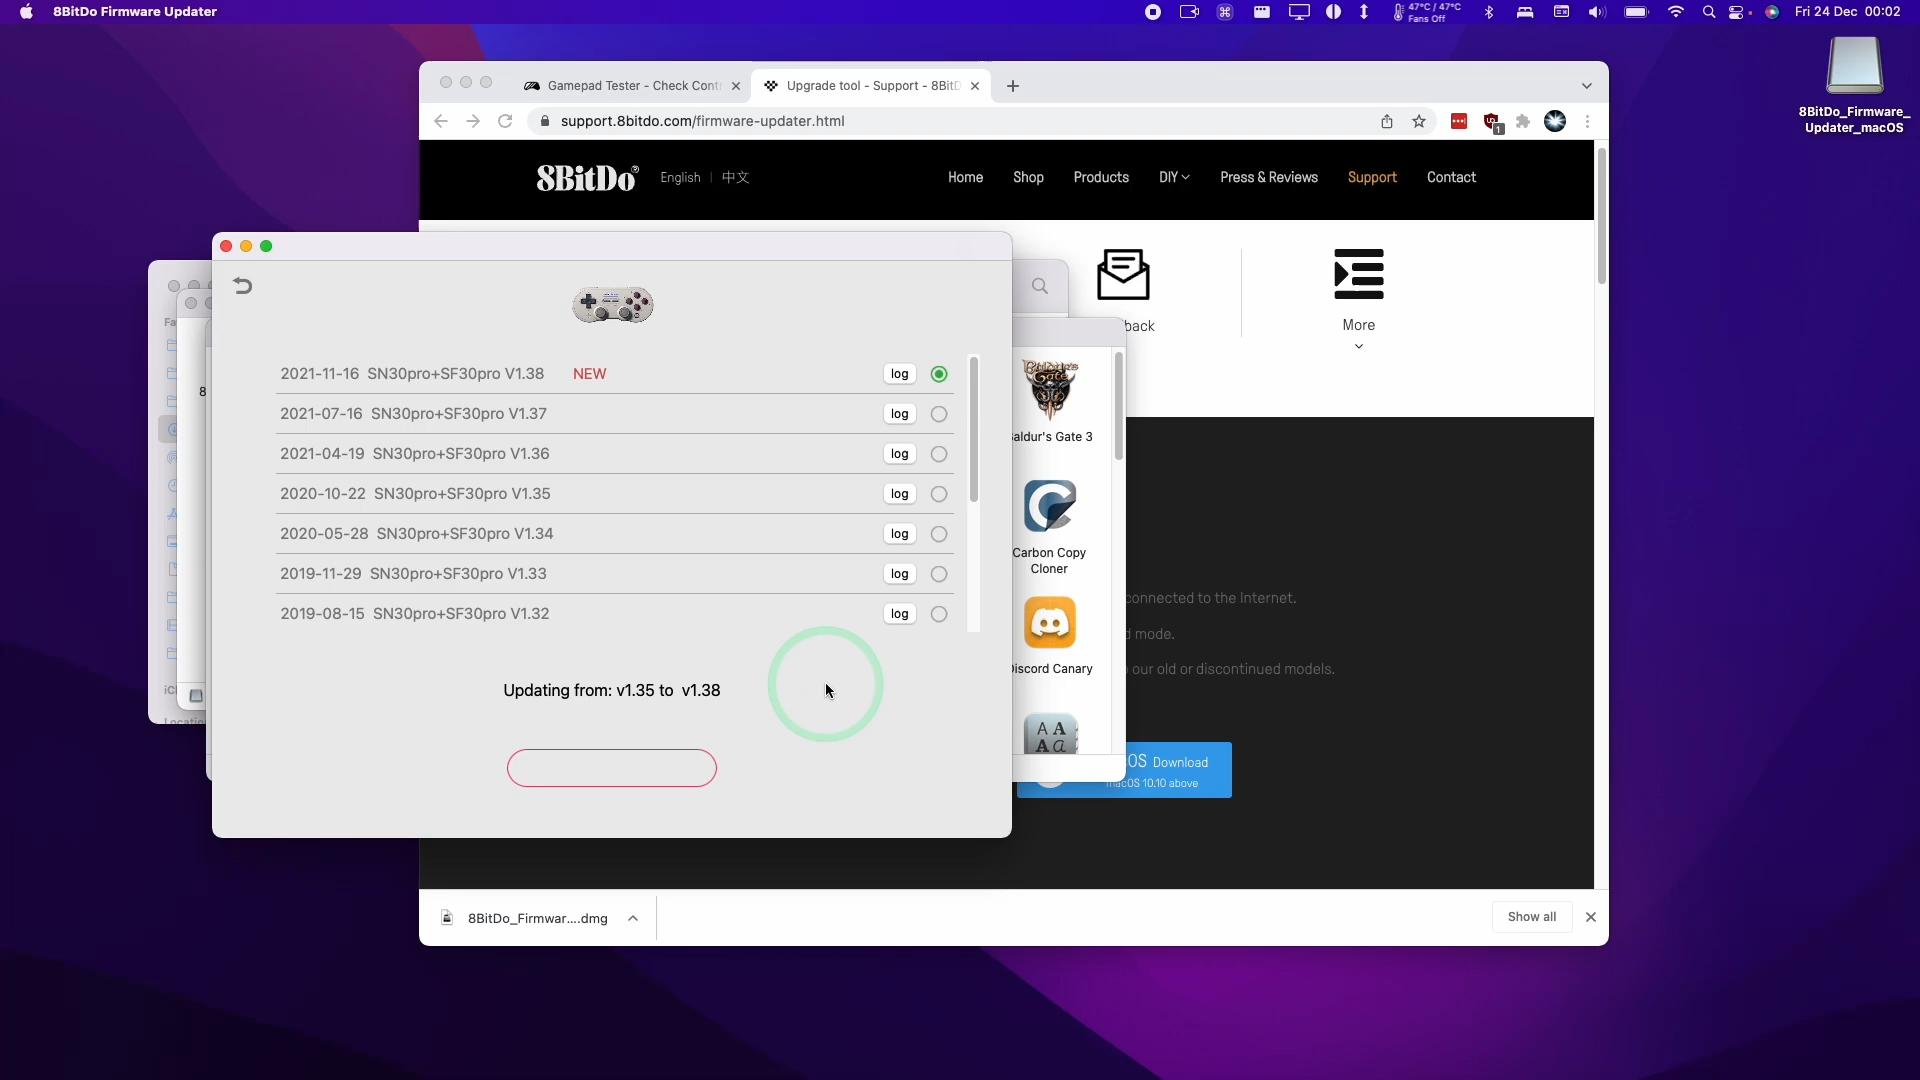 8BitDo Firmware Updater
47°C / 47°C
Fans Off
Fri 24 Dec 00:02
8BitDo_Firmware_
Updater_macOS
Gamepad Tester - Check Contr
Upgrade tool - Support - 8BitD
support.8bitdo.com/firmware-updater.html
8BitDo®
English | 中文
Home
Shop
Products
DIY
Press & Reviews
Support
Contact
back
More
2021-11-16 SN30pro+SF30pro V1.38 NEW log
2021-07-16 SN30pro+SF30pro V1.37 log
2021-04-19 SN30pro+SF30pro V1.36 log
2020-10-22 SN30pro+SF30pro V1.35 log
2020-05-28 SN30pro+SF30pro V1.34 log
2019-11-29 SN30pro+SF30pro V1.33 log
2019-08-15 SN30pro+SF30pro V1.32 log
Updating from: v1.35 to v1.38
Fa
8
iCl
Locations
aldur's Gate 3
Carbon Copy
Cloner
Discord Canary
connected to the Internet.
d mode.
our old or discontinued models.
OS Download
macOS 10.10 above
8BitDo_Firmwar....dmg
Show all